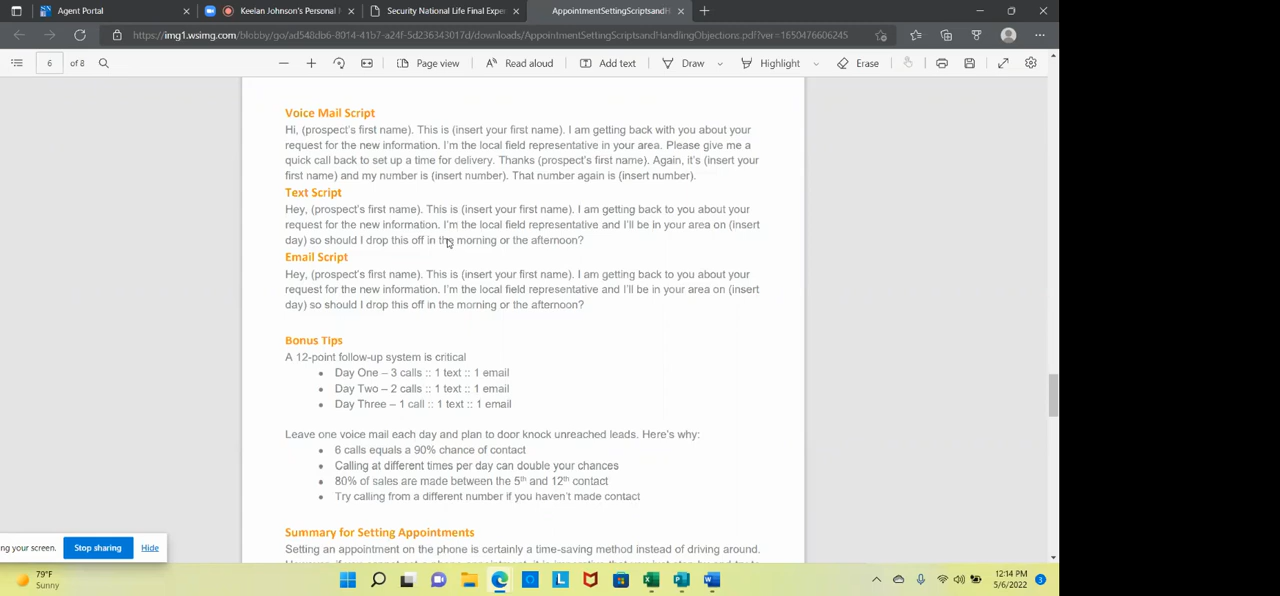 Agent Portal
Keelan Johnson's Personal
Security National Life Final Expe
AppointmentSettingScriptsandH
https://img1.wsimg.com/blobby/go/ad548db6-8014-41b7-a24f-5d236343017d/downloads/AppointmentSettingScriptsandHandlingObjections.pdf?ver=1650476606245
6 of 8
Page view
Read aloud
Add text
Draw
Highlight
Erase
Voice Mail Script
Hi, (prospect's first name). This is (insert your first name). I am getting back with you about your
request for the new information. I'm the local field representative in your area. Please give me a
quick call back to set up a time for delivery. Thanks (prospect's first name). Again, it's (insert your
first name) and my number is (insert number). That number again is (insert number).
Text Script
Hey, (prospect's first name). This is (insert your first name). I am getting back to you about your
request for the new information. I'm the local field representative and I'll be in your area on (insert
day) so should I drop this off in the morning or the afternoon?
Email Script
Hey, (prospect's first name). This is (insert your first name). I am getting back to you about your
request for the new information. I'm the local field representative and I'll be in your area on (insert
day) so should I drop this off in the morning or the afternoon?
Bonus Tips
A 12-point follow-up system is critical
• Day One – 3 calls :: 1 text :: 1 email
• Day Two – 2 calls :: 1 text :: 1 email
• Day Three – 1 call :: 1 text :: 1 email
Leave one voice mail each day and plan to door knock unreached leads. Here's why:
• 6 calls equals a 90% chance of contact
• Calling at different times per day can double your chances
• 80% of sales are made between the 5th and 12th contact
• Try calling from a different number if you haven't made contact
Summary for Setting Appointments
Setting an appointment on the phone is certainly a time-saving method instead of driving around.
ng your screen.
Stop sharing
Hide
79°F
Sunny
12:14 PM
5/6/2022
3